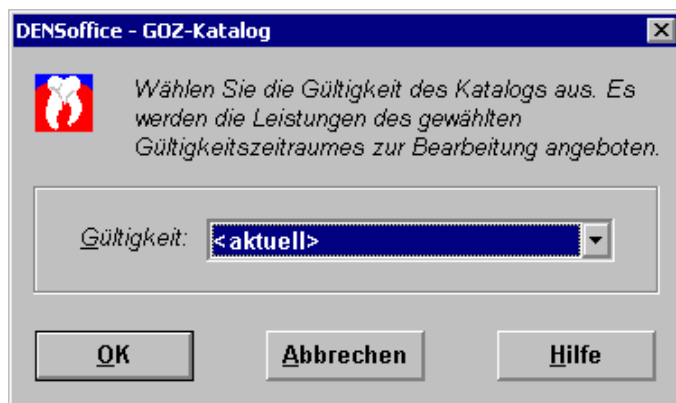 DENSoffice - GOZ-Katalog
Wählen Sie die Gültigkeit des Katalogs aus. Es
werden die Leistungen des gewählten
Gültigkeitszeitraumes zur Bearbeitung angeboten.
Gültigkeit: <aktuell>
OK Abbrechen Hilfe